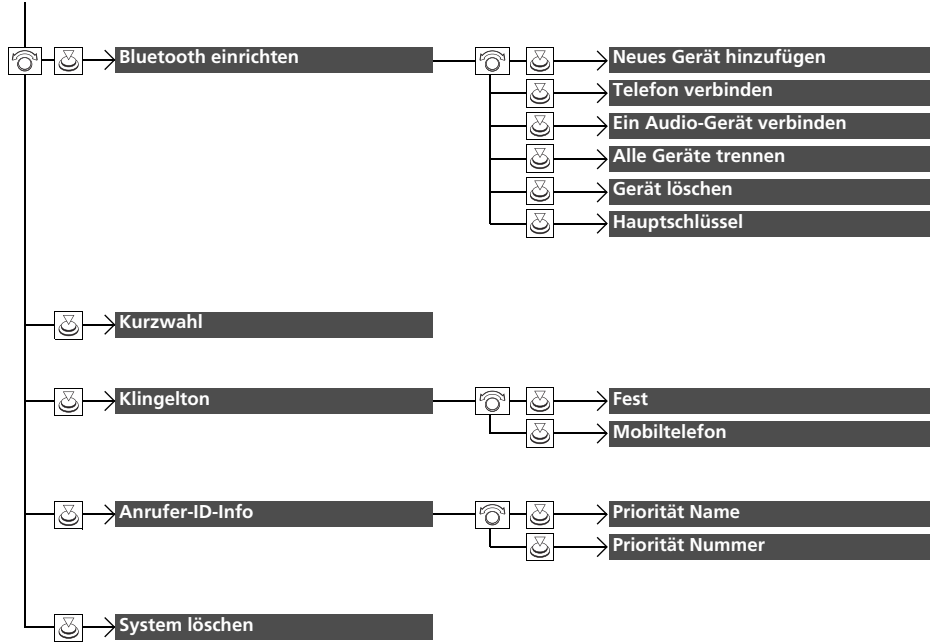 Bluetooth einrichten
Neues Gerät hinzufügen
Telefon verbinden
Ein Audio-Gerät verbinden
Alle Geräte trennen
Gerät löschen
Hauptschlüssel
Kurzwahl
Klingelton
Fest
Mobiltelefon
Anrufer-ID-Info
Priorität Name
Priorität Nummer
System löschen